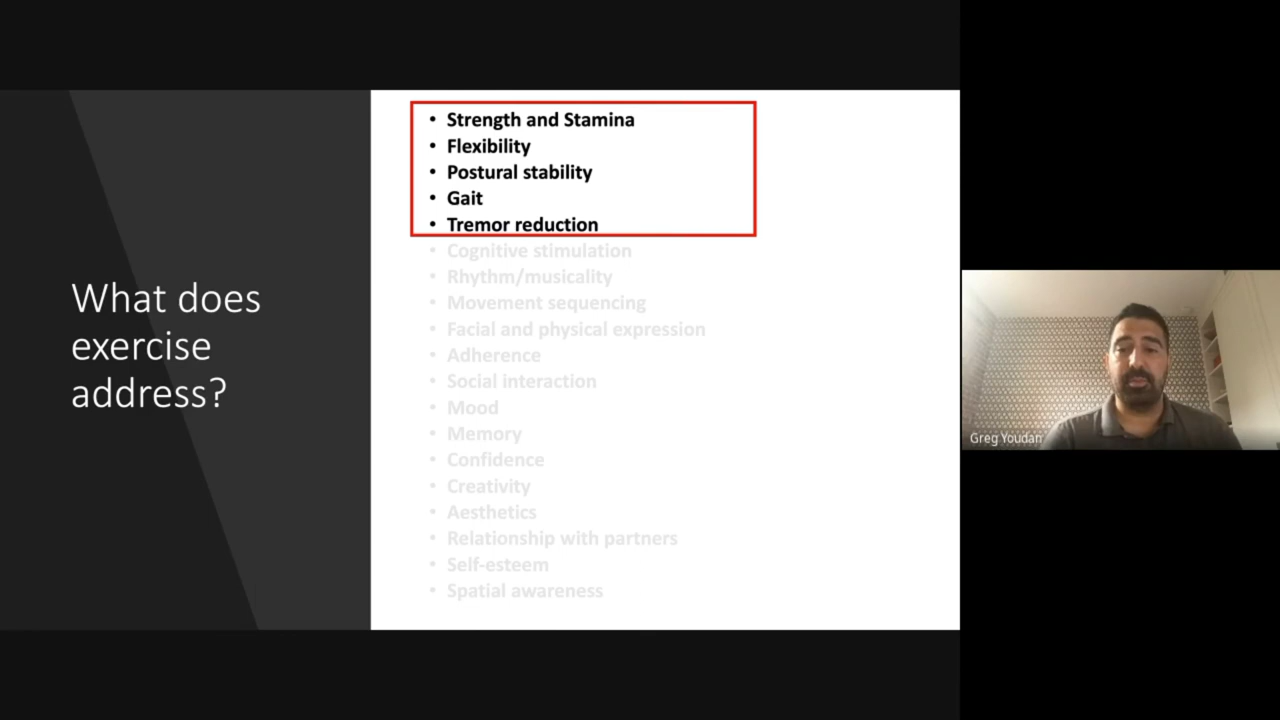 What does
exercise
address?
• Strength and Stamina
• Flexibility
• Postural stability
• Gait
• Tremor reduction
• Cognitive stimulation
• Rhythm/musicality
• Movement sequencing
• Facial and physical expression
• Adherence
• Social interaction
• Mood
• Memory
• Confidence
• Creativity
• Aesthetics
• Relationship with partners
• Self-esteem
• Spatial awareness
Greg Youdan